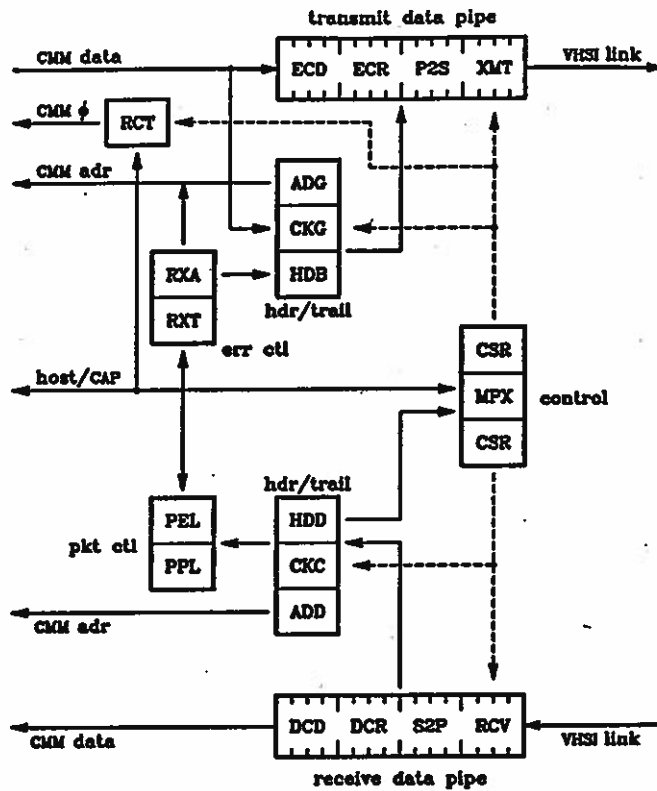 transmit data pipe
CMM data
ECD ECR P2S XMT
VHSI link
CMM ϕ
RCT
CMM adr
ADG
CKG
HDB
RXA
RXT
hdr/trail
err ctl
CSR
host/CAP
MPX
control
CSR
hdr/trail
PEL
HDD
pkt ctl
PPL
CKC
ADD
CMM adr
DCD DCR S2P RCV
CMM data
VHSI link
receive data pipe